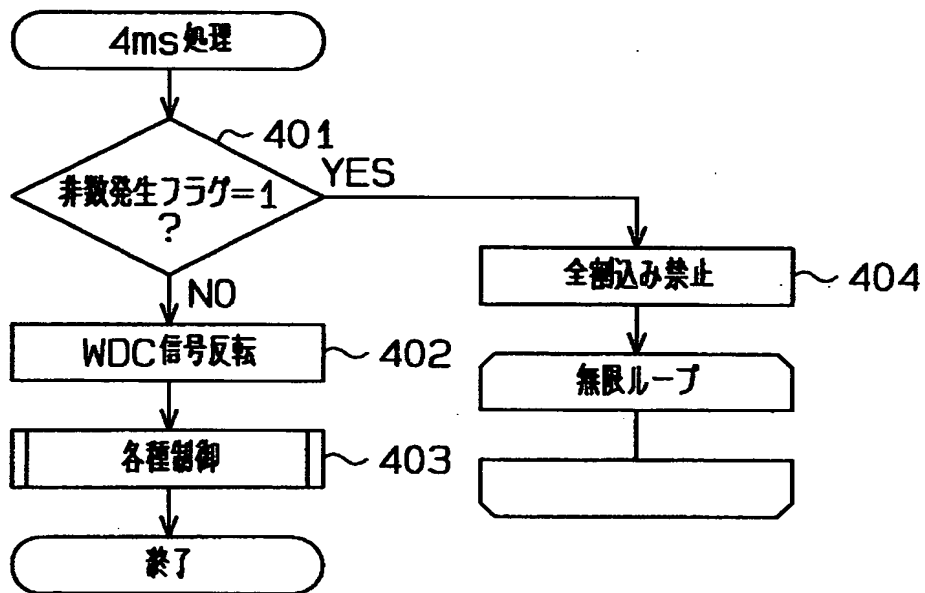 4ms処理
401
非数発生フラグ=1
?
YES
NO
WDC信号反転
402
各種制御
403
終了
全割込み禁止
404
無限ループ